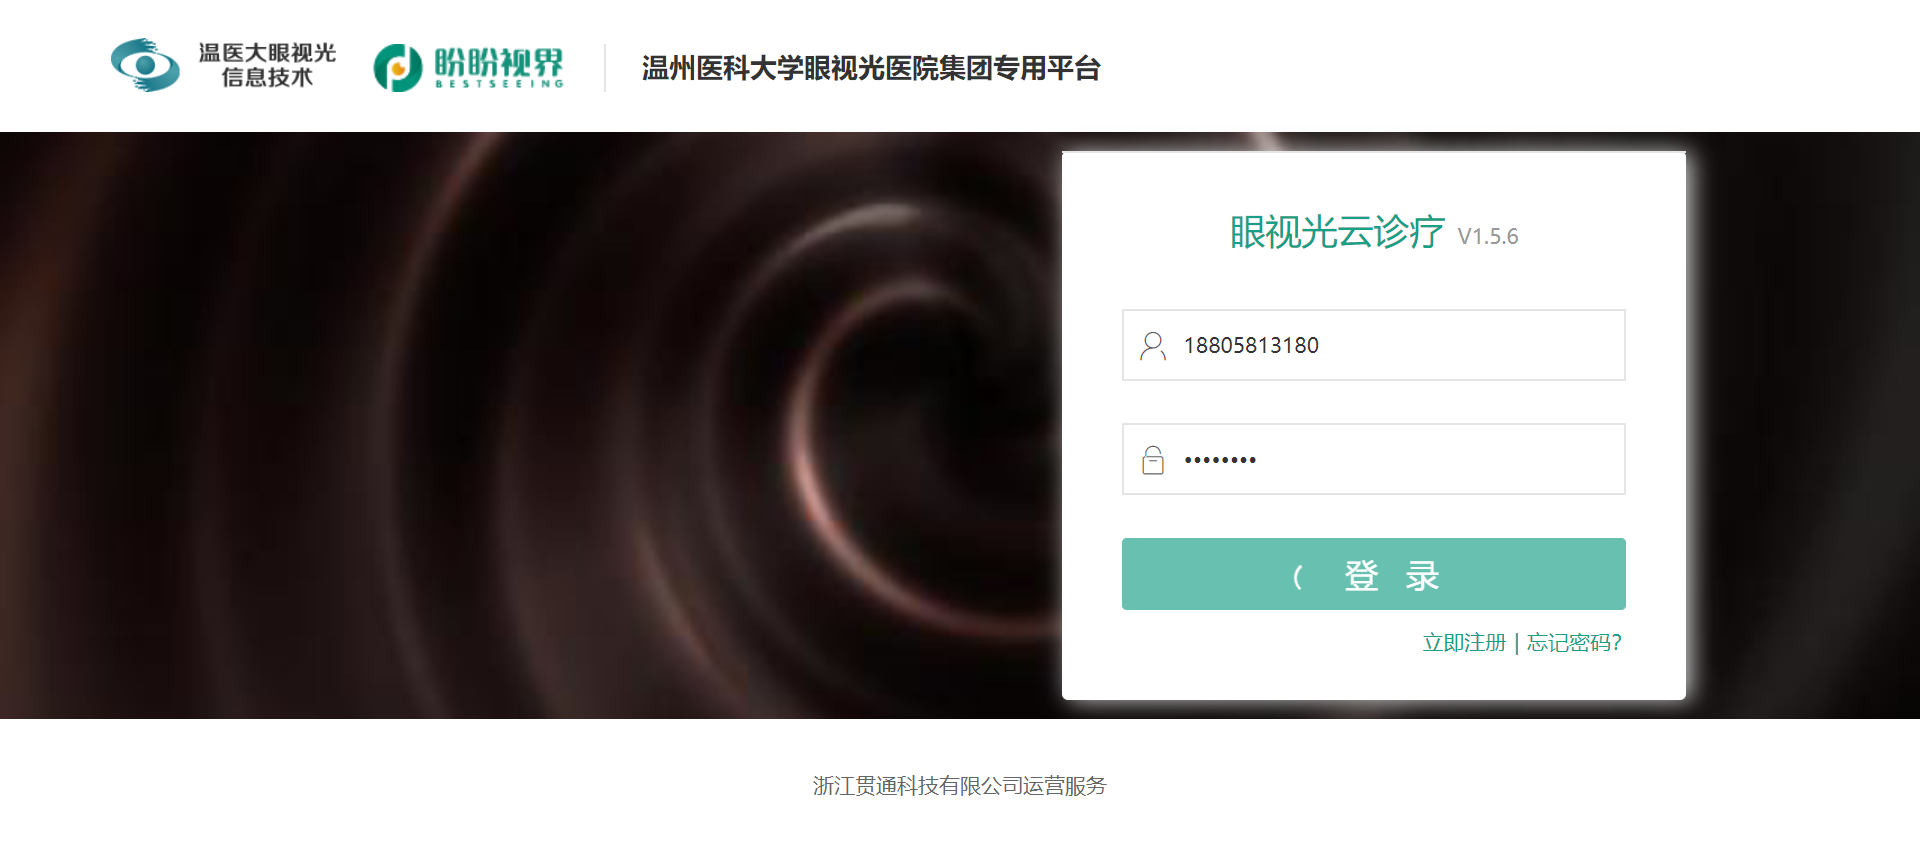 温医大眼视光
信息技术
盼盼视界
BESTSEEING
温州医科大学眼视光医院集团专用平台
眼视光云诊疗 V1.5.6
18805813180
••••••••
登 录
立即注册 | 忘记密码?
浙江贯通科技有限公司运营服务